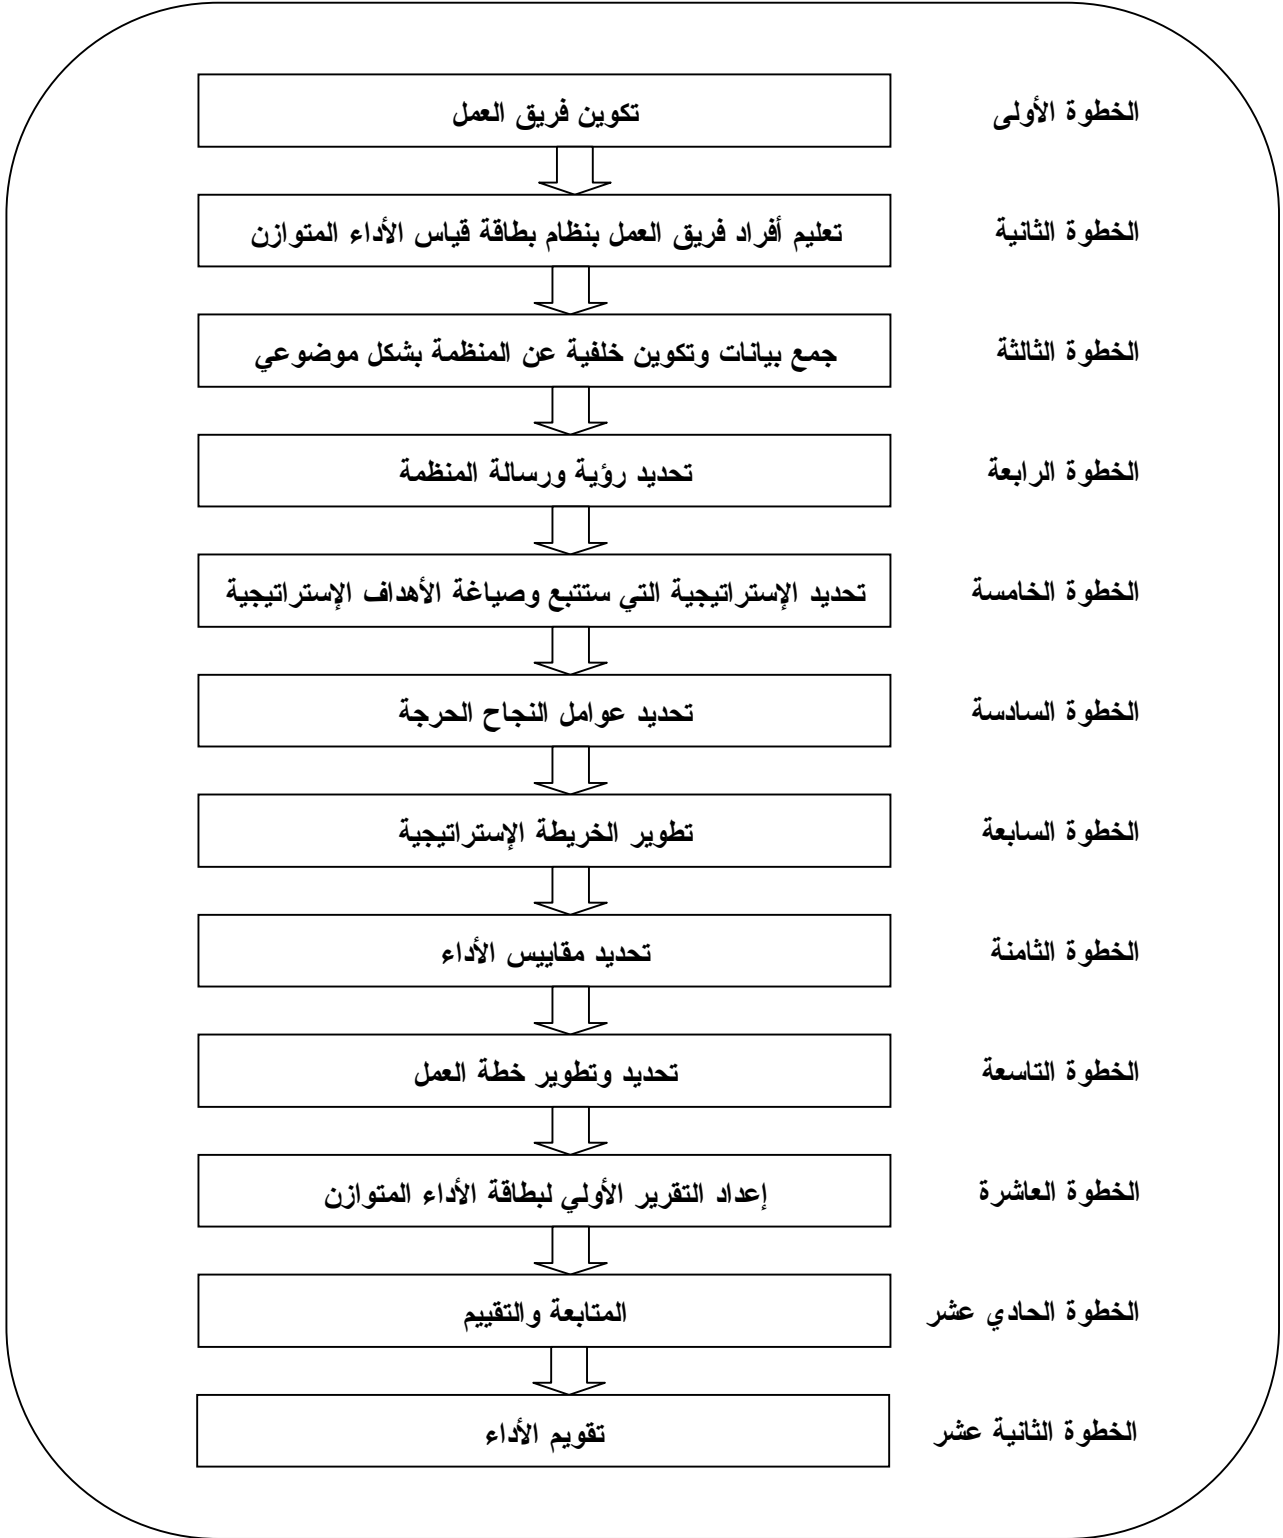 الخطوة الأولى
تكوين فريق العمل
الخطوة الثانية
تعليم أفراد فريق العمل بنظام بطاقة قياس الأداء المتوازن
الخطوة الثالثة
جمع بيانات وتكوين خلفية عن المنظمة بشكل موضوعي
الخطوة الرابعة
تحديد رؤية ورسالة المنظمة
الخطوة الخامسة
تحديد الإستراتيجية التي ستتبع وصياغة الأهداف الإستراتيجية
الخطوة السادسة
تحديد عوامل النجاح الحرجة
الخطوة السابعة
تطوير الخريطة الإستراتيجية
الخطوة الثامنة
تحديد مقاييس الأداء
الخطوة التاسعة
تحديد وتطوير خطة العمل
الخطوة العاشرة
إعداد التقرير الأولي لبطاقة الأداء المتوازن
الخطوة الحادي عشر
المتابعة والتقييم
الخطوة الثانية عشر
تقويم الأداء